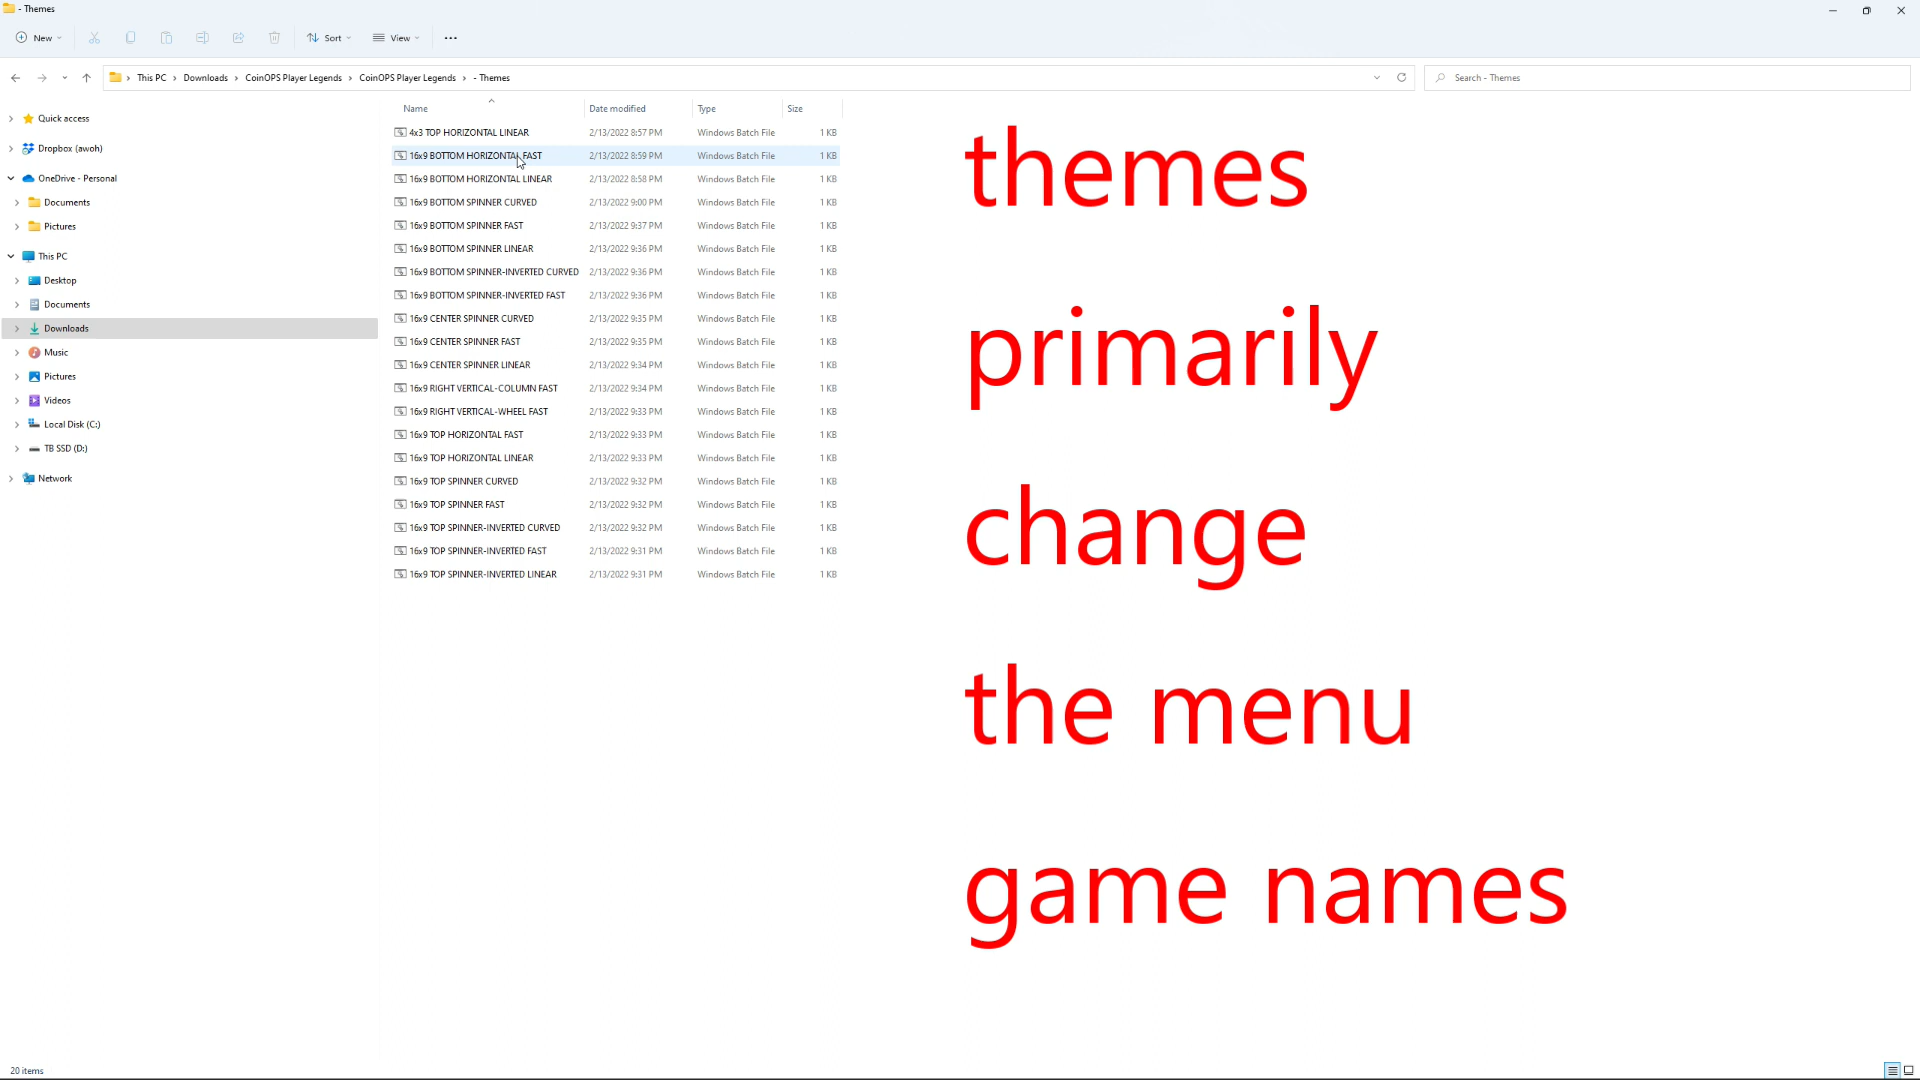 - Themes
New
Sort
View
This PC > Downloads > CoinOPS Player Legends > CoinOPS Player Legends > - Themes
Search - Themes
Quick access
Dropbox (awoh)
OneDrive - Personal
Documents
Pictures
This PC
Desktop
Documents
Downloads
Music
Pictures
Videos
Local Disk (C:)
TB SSD (D:)
Network
Name Date modified Type Size
4x3 TOP HORIZONTAL LINEAR 2/13/2022 8:57 PM Windows Batch File 1 KB
16x9 BOTTOM HORIZONTAL FAST 2/13/2022 8:59 PM Windows Batch File 1 KB
16x9 BOTTOM HORIZONTAL LINEAR 2/13/2022 8:58 PM Windows Batch File 1 KB
16x9 BOTTOM SPINNER CURVED 2/13/2022 9:00 PM Windows Batch File 1 KB
16x9 BOTTOM SPINNER FAST 2/13/2022 9:37 PM Windows Batch File 1 KB
16x9 BOTTOM SPINNER LINEAR 2/13/2022 9:36 PM Windows Batch File 1 KB
16x9 BOTTOM SPINNER-INVERTED CURVED 2/13/2022 9:36 PM Windows Batch File 1 KB
16x9 BOTTOM SPINNER-INVERTED FAST 2/13/2022 9:36 PM Windows Batch File 1 KB
16x9 CENTER SPINNER CURVED 2/13/2022 9:35 PM Windows Batch File 1 KB
16x9 CENTER SPINNER FAST 2/13/2022 9:35 PM Windows Batch File 1 KB
16x9 CENTER SPINNER LINEAR 2/13/2022 9:34 PM Windows Batch File 1 KB
16x9 RIGHT VERTICAL-COLUMN FAST 2/13/2022 9:34 PM Windows Batch File 1 KB
16x9 RIGHT VERTICAL-WHEEL FAST 2/13/2022 9:33 PM Windows Batch File 1 KB
16x9 TOP HORIZONTAL FAST 2/13/2022 9:33 PM Windows Batch File 1 KB
16x9 TOP HORIZONTAL LINEAR 2/13/2022 9:33 PM Windows Batch File 1 KB
16x9 TOP SPINNER CURVED 2/13/2022 9:32 PM Windows Batch File 1 KB
16x9 TOP SPINNER FAST 2/13/2022 9:32 PM Windows Batch File 1 KB
16x9 TOP SPINNER-INVERTED CURVED 2/13/2022 9:32 PM Windows Batch File 1 KB
16x9 TOP SPINNER-INVERTED FAST 2/13/2022 9:31 PM Windows Batch File 1 KB
16x9 TOP SPINNER-INVERTED LINEAR 2/13/2022 9:31 PM Windows Batch File 1 KB
themes
primarily
change
the menu
game names
20 items